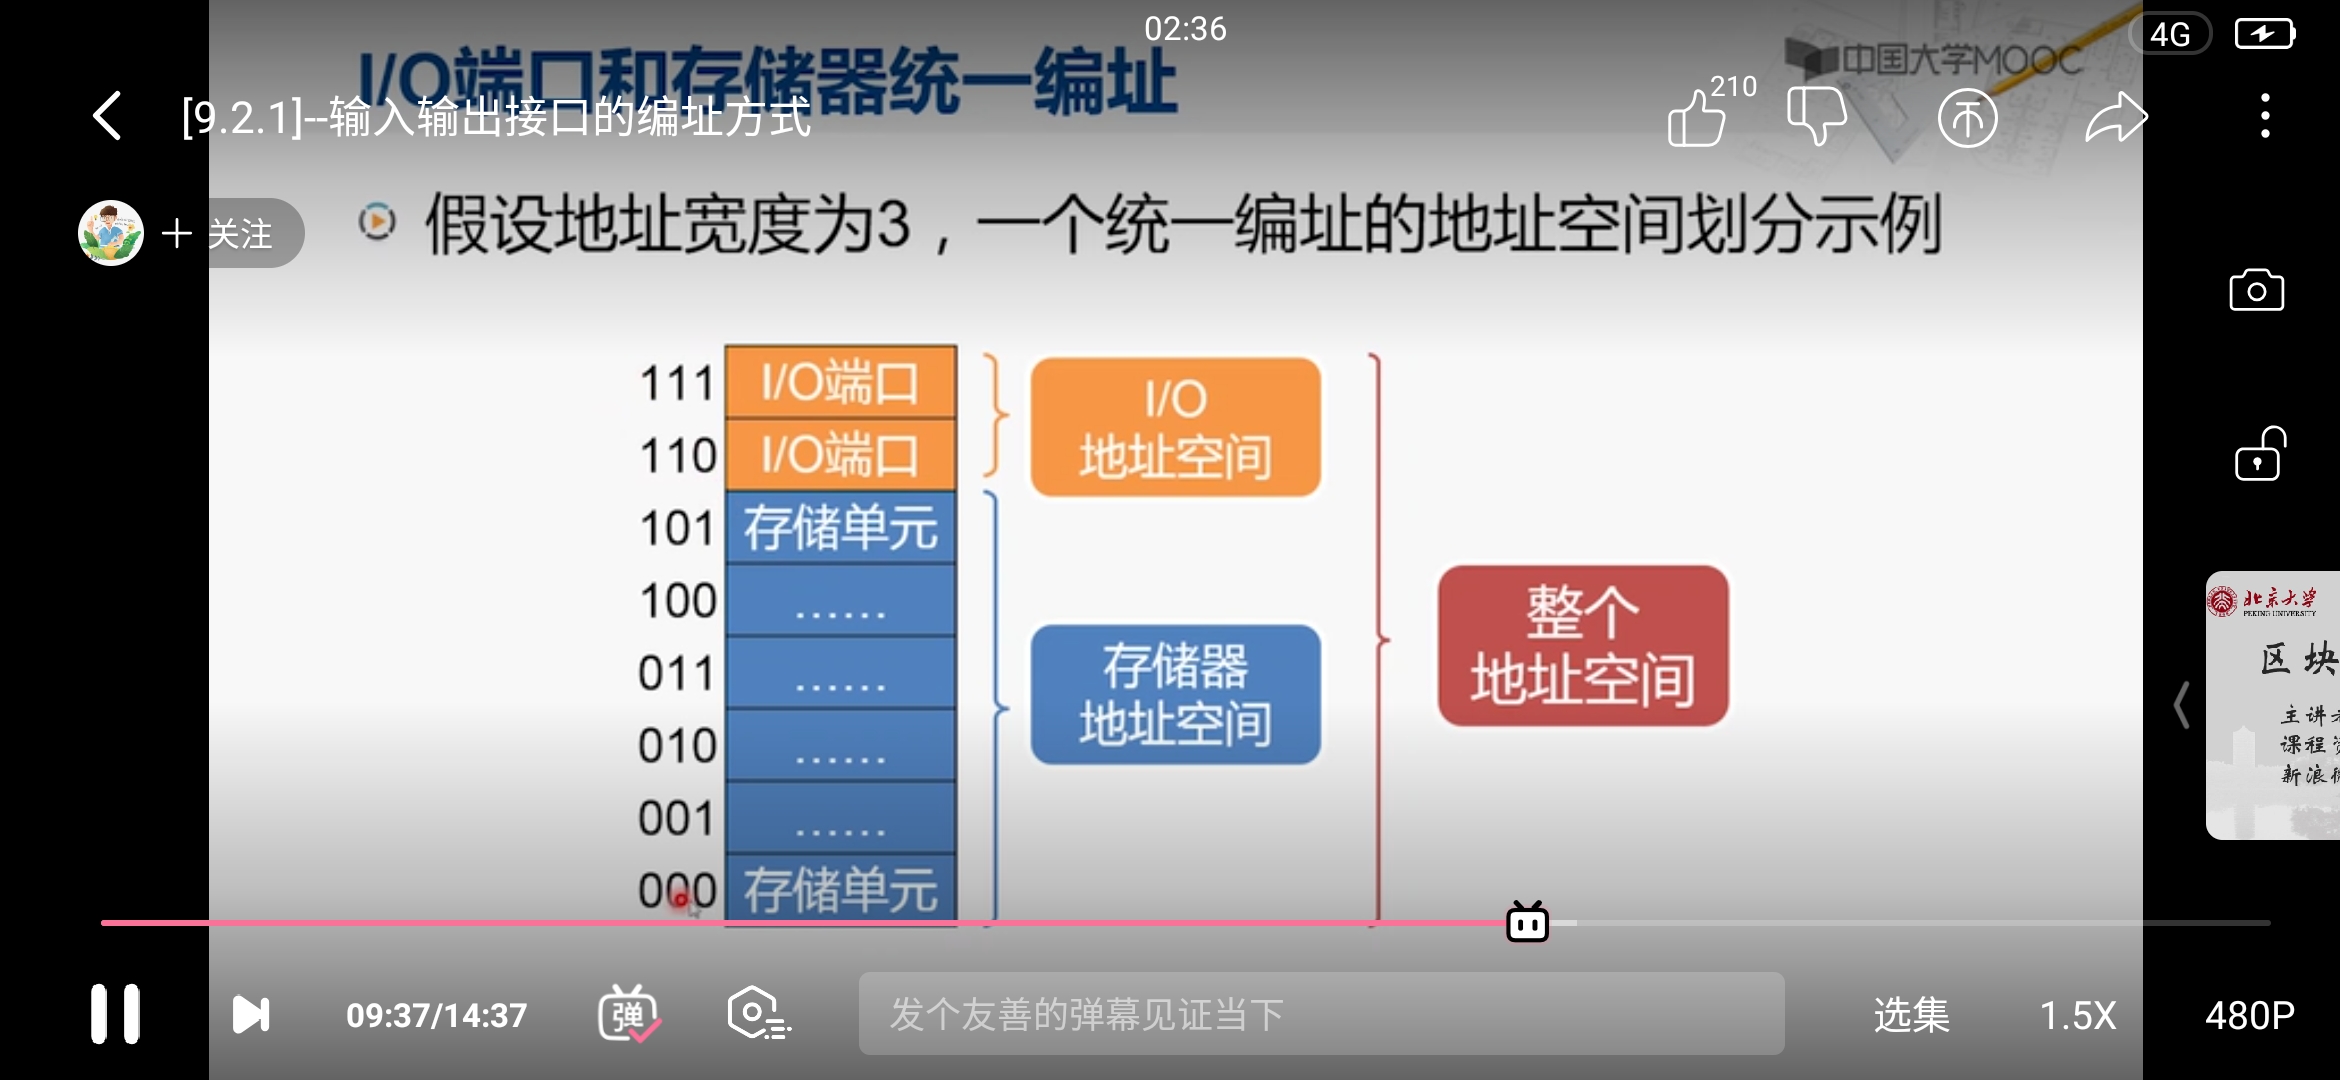 02:36
4G
I/O端口和存储器统一编址
中国大学MOOC
[9.2.1]--输入输出接口的编址方式
210
关注
假设地址宽度为3，一个统一编址的地址空间划分示例
111 I/O端口
110 I/O端口
101 存储单元
100 ......
011 ......
010 ......
001 ......
000 存储单元
I/O
地址空间
存储器
地址空间
整个
地址空间
北京大学
PEKING UNIVERSITY
区块
主讲
课程
新浪
09:37/14:37
弹
发个友善的弹幕见证当下
选集
1.5X
480P